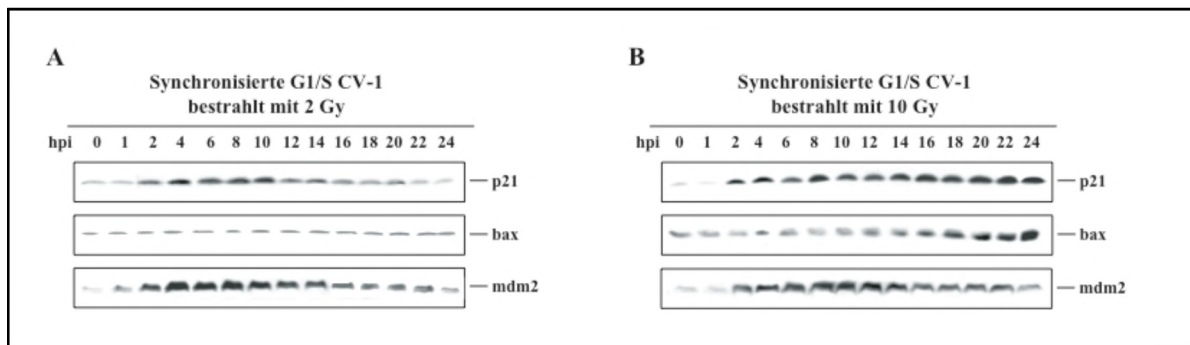 A
Synchronisierte G1/S CV-1
bestrahlt mit 2 Gy
hpi 0 1 2 4 6 8 10 12 14 16 18 20 22 24
p21
bax
mdm2
B
Synchronisierte G1/S CV-1
bestrahlt mit 10 Gy
hpi 0 1 2 4 6 8 10 12 14 16 18 20 22 24
p21
bax
mdm2